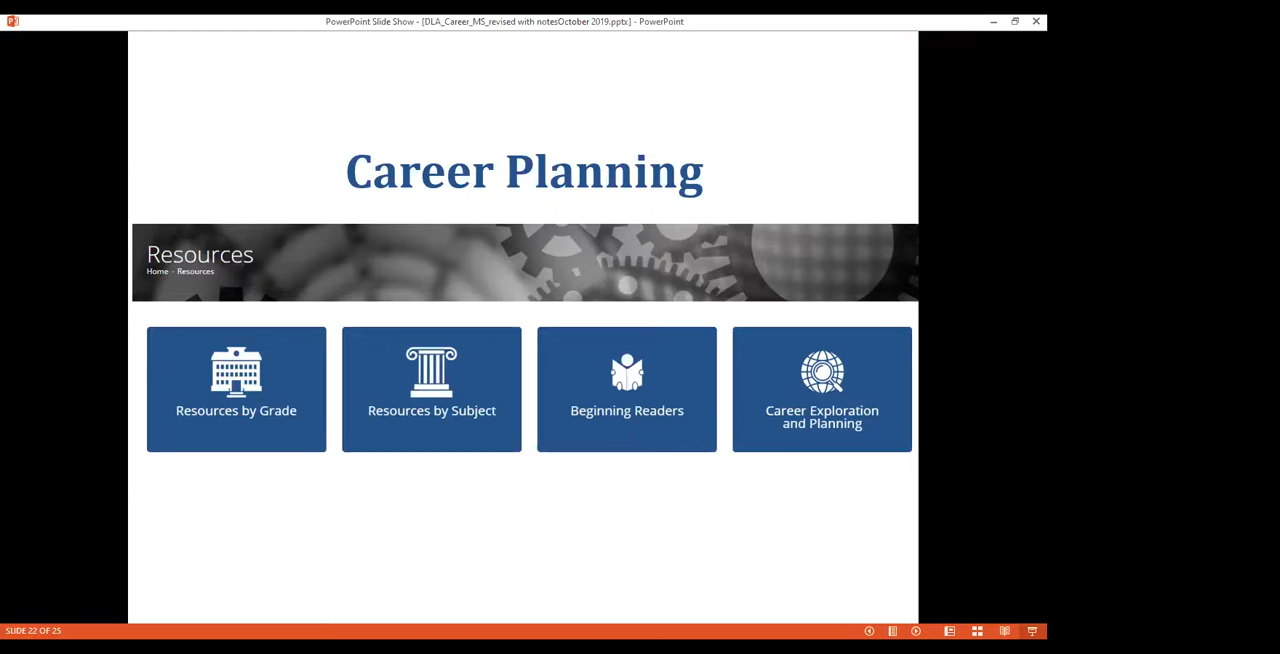 PowerPoint Slide Show - [DLA_Career_MS_revised with notesOctober 2019.pptx] - PowerPoint
Career Planning
Resources
Home - Resources
Resources by Grade
Resources by Subject
Beginning Readers
Career Exploration
and Planning
SLIDE 22 OF 25